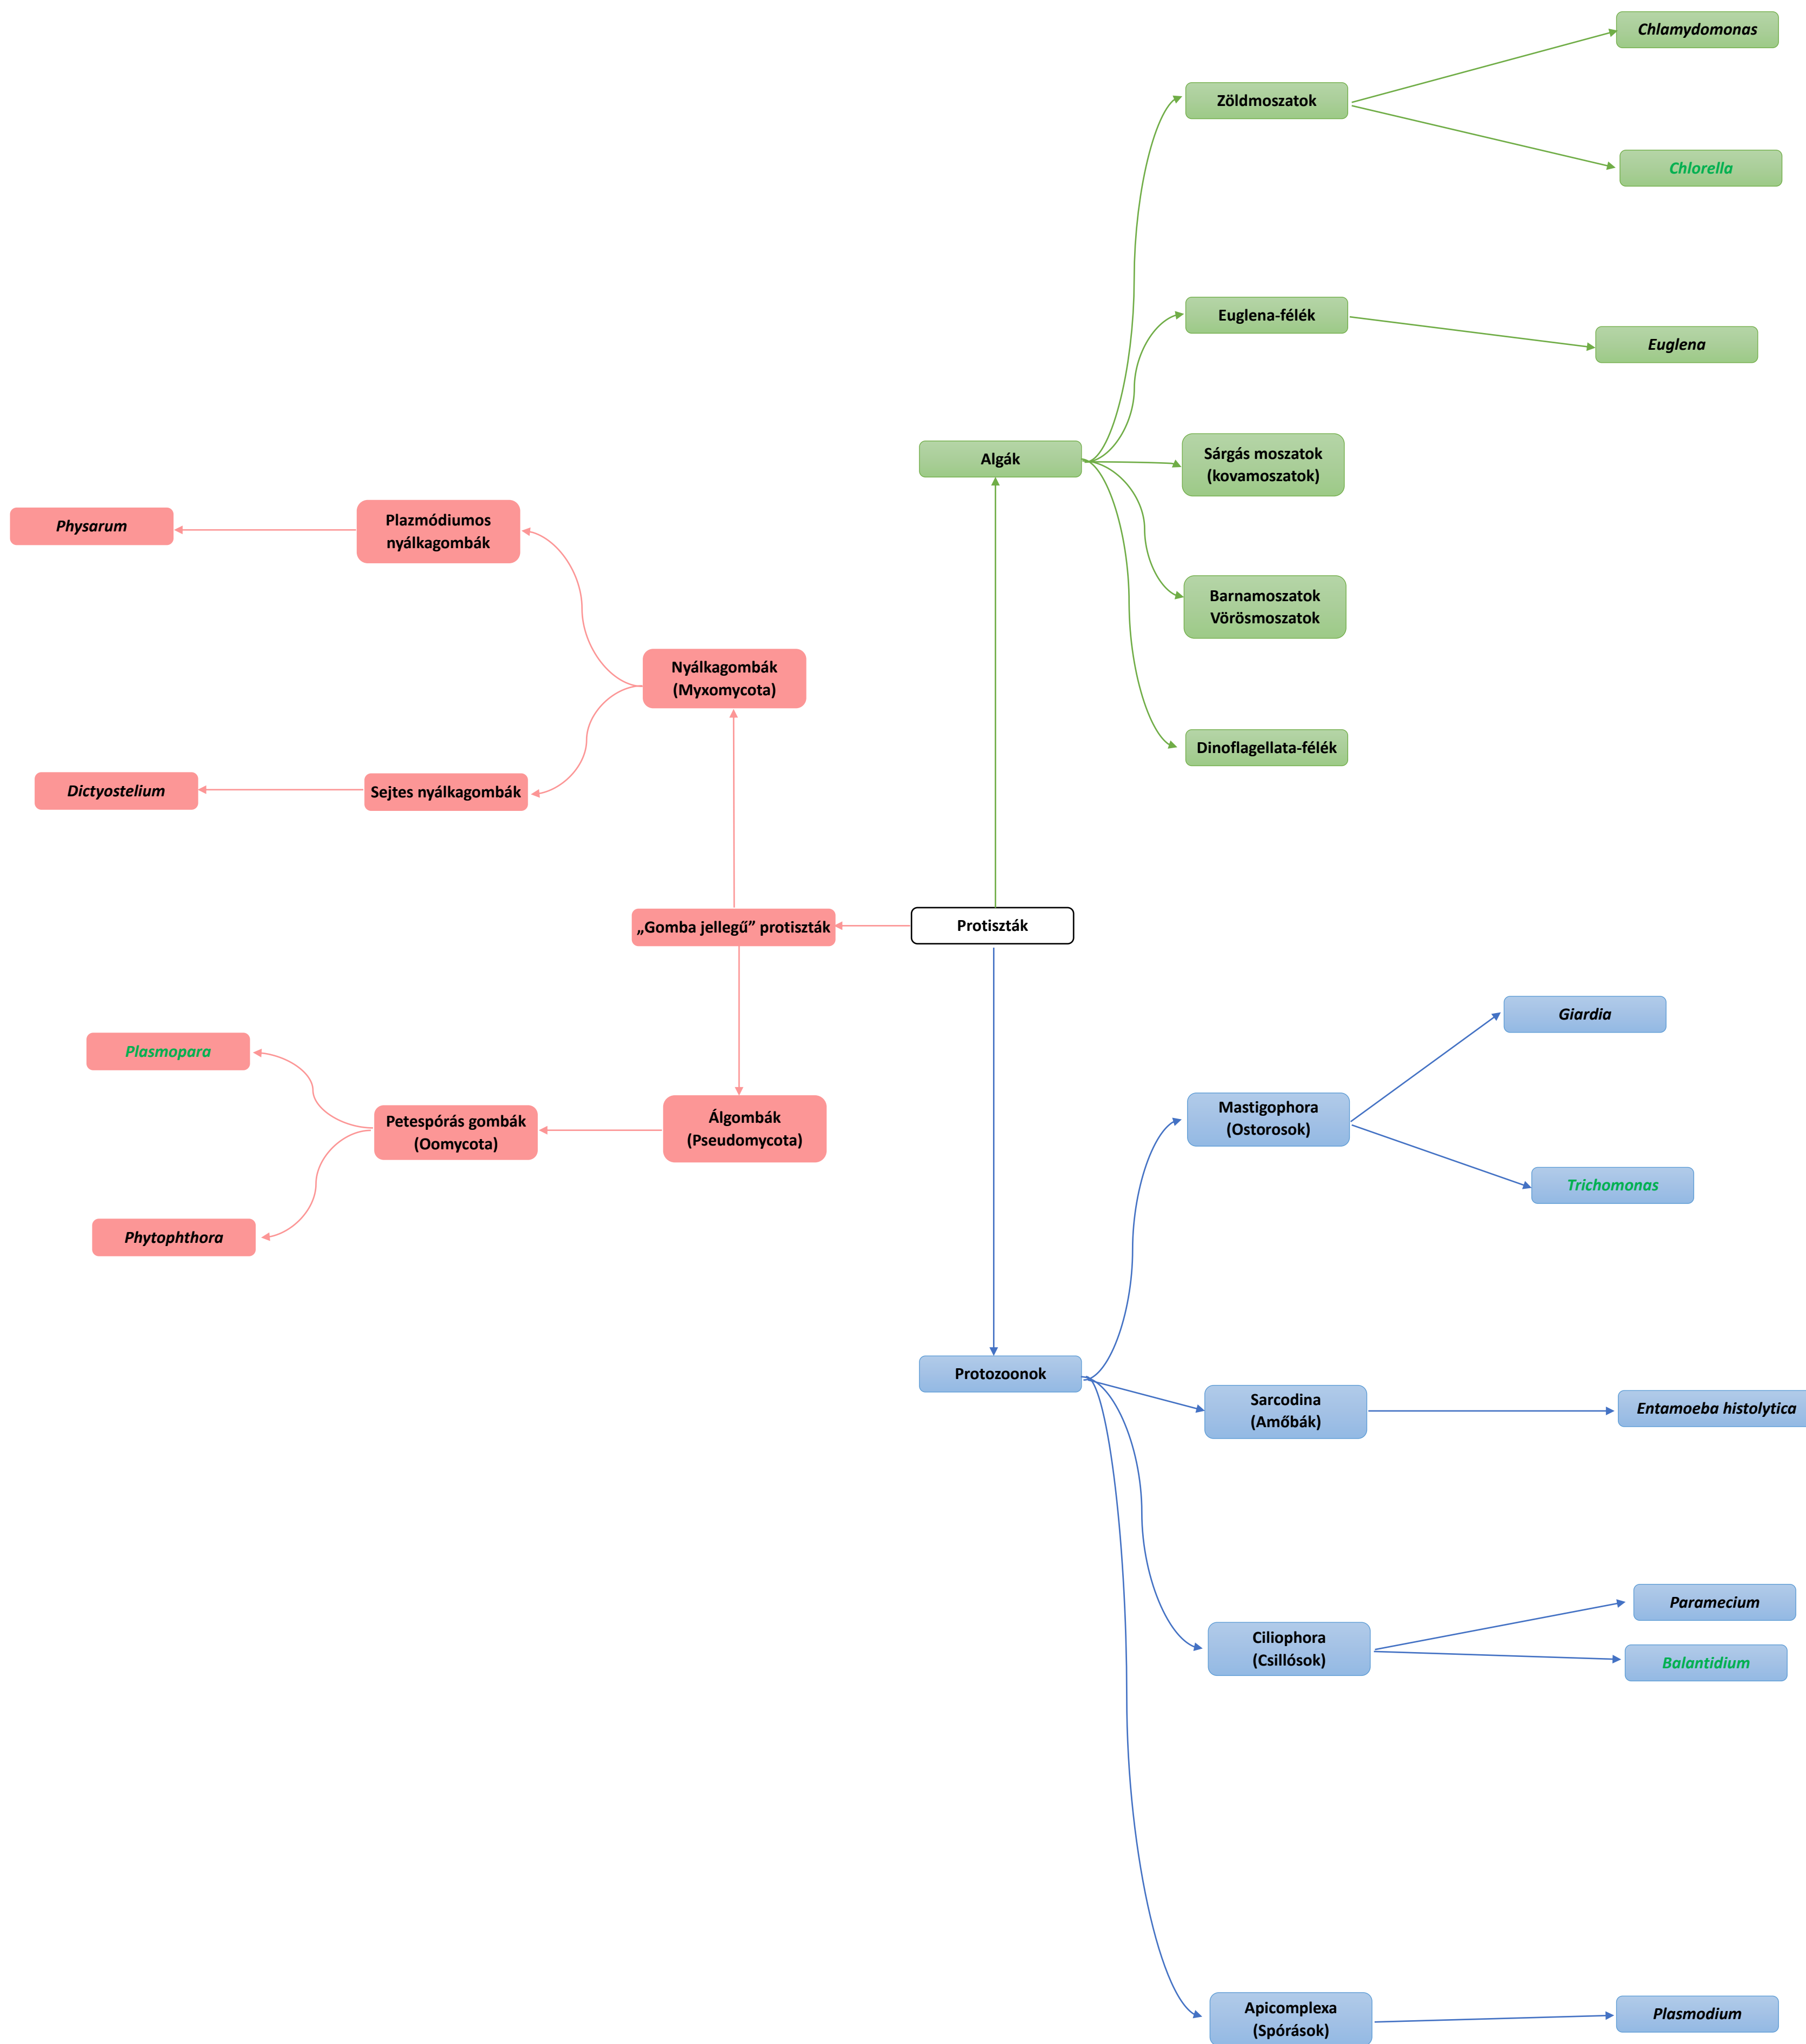 Chlamydomonas
Zöldmoszatok
Chlorella
Euglena-félék
Euglena
Algák
Sárgás moszatok
(kovamoszatok)
Plazmódiumos
nyálkagombák
Physarum
Barnamoszatok
Vörösmoszatok
Nyálkagombák
(Myxomycota)
Dinoflagellata-félék
Dictyostelium
Sejtes nyálkagombák
„Gomba jellegű” protiszták
Protiszták
Giardia
Plasmopara
Petespórás gombák
(Oomycota)
Álgombák
(Pseudomycota)
Mastigophora
(Ostorosok)
Trichomonas
Phytophthora
Protozoonok
Sarcodina
(Amőbák)
Entamoeba histolytica
Paramecium
Ciliophora
(Csillósok)
Balantidium
Apicomplexa
(Spórások)
Plasmodium